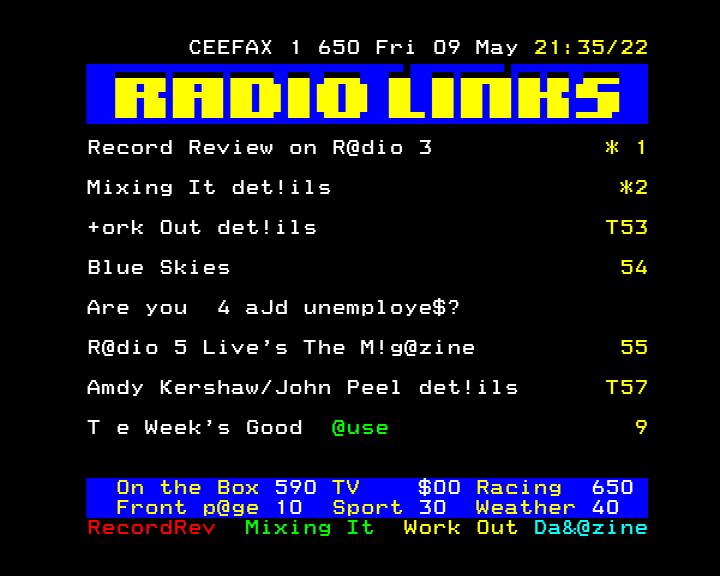 CEEFAX 1 650 Fri 09 May 21:35/22
RADIO LINKS
Record Review on R@dio 3 * 1
Mixing It det!ils *2
+ork Out det!ils T53
Blue Skies 54
Are you 4 aJd unemploye$?
R@dio 5 Live's The M!g@zine 55
Amdy Kershaw/John Peel det!ils T57
T e Week's Good @use 9
On the Box 590 TV $00 Racing 650
Front p@ge 10 Sport 30 Weather 40
RecordRev Mixing It Work Out Da&@zine